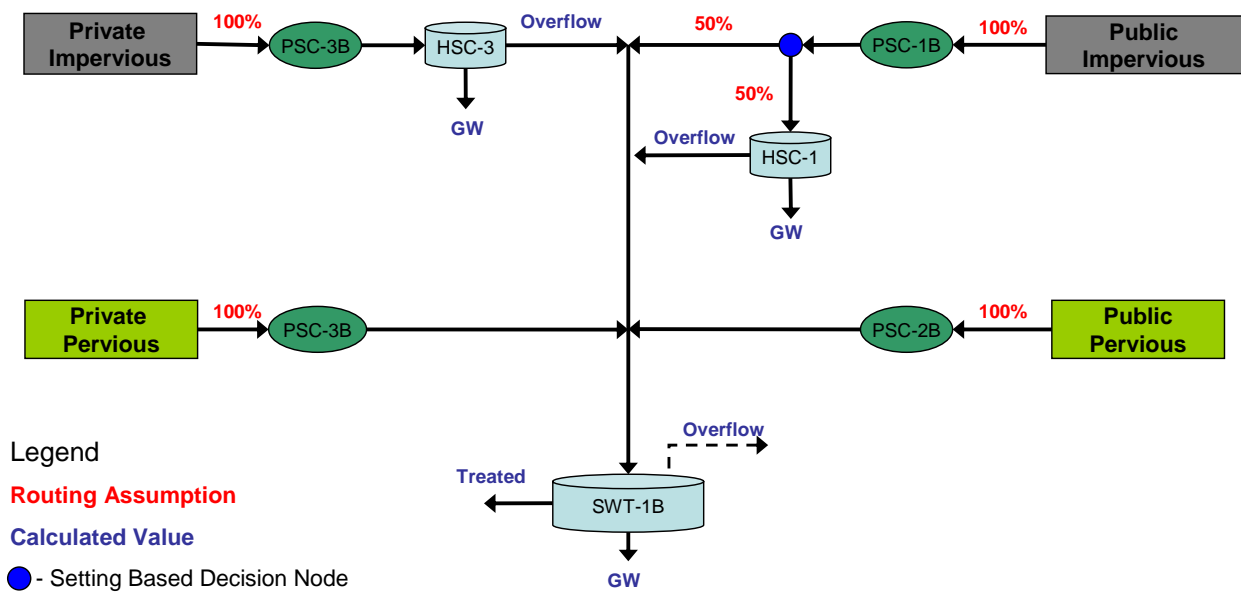 Private
Impervious
100%
PSC-3B
HSC-3
Overflow
50%
PSC-1B
100%
Public
Impervious
GW
50%
Overflow
HSC-1
GW
Private
Pervious
100%
PSC-3B
PSC-2B
100%
Public
Pervious
Overflow
Treated
SWT-1B
GW
Legend
Routing Assumption
Calculated Value
- Setting Based Decision Node